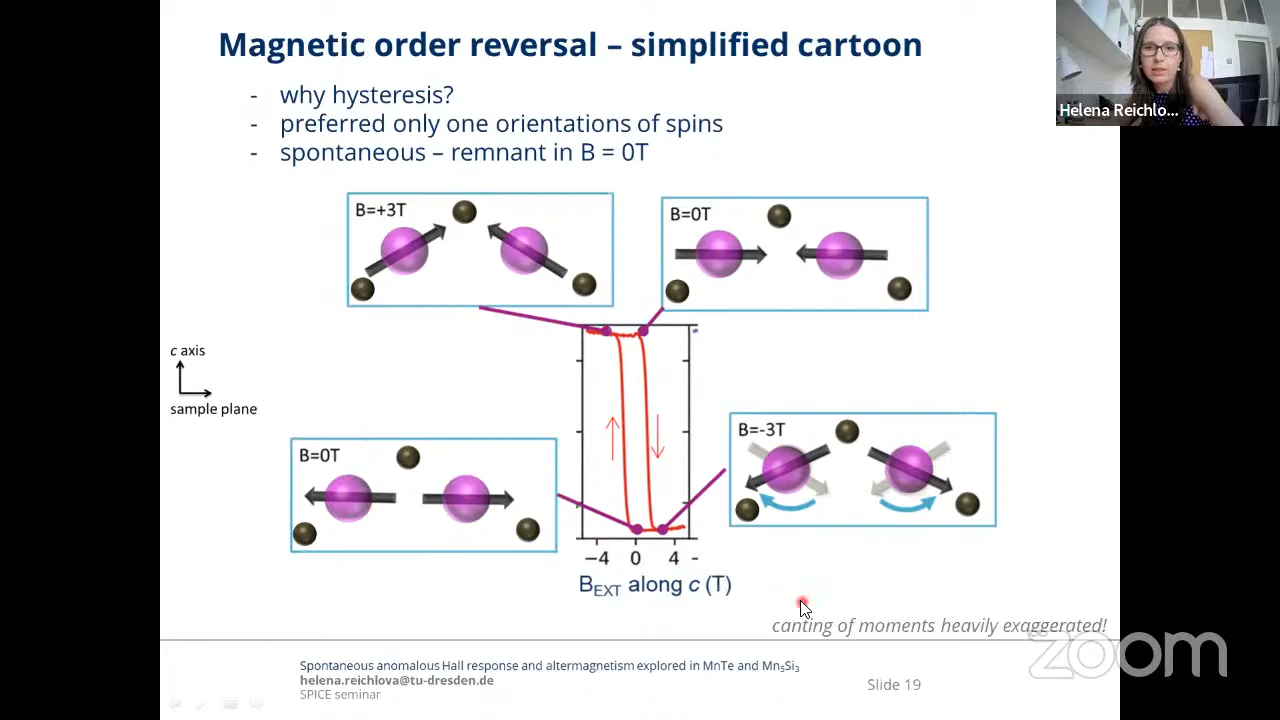 Magnetic order reversal – simplified cartoon
Helena Reichlo...
- why hysteresis?
- preferred only one orientations of spins
- spontaneous – remnant in B = 0T
B=+3T
B=0T
c axis
sample plane
B=0T
B=-3T
−4 0 4 -
BEXT along c (T)
canting of moments heavily exaggerated!
zoom
Spontaneous anomalous Hall response and altermagnetism explored in MnTe and Mn5Si3
helena.reichlova@tu-dresden.de
SPICE seminar
Slide 19